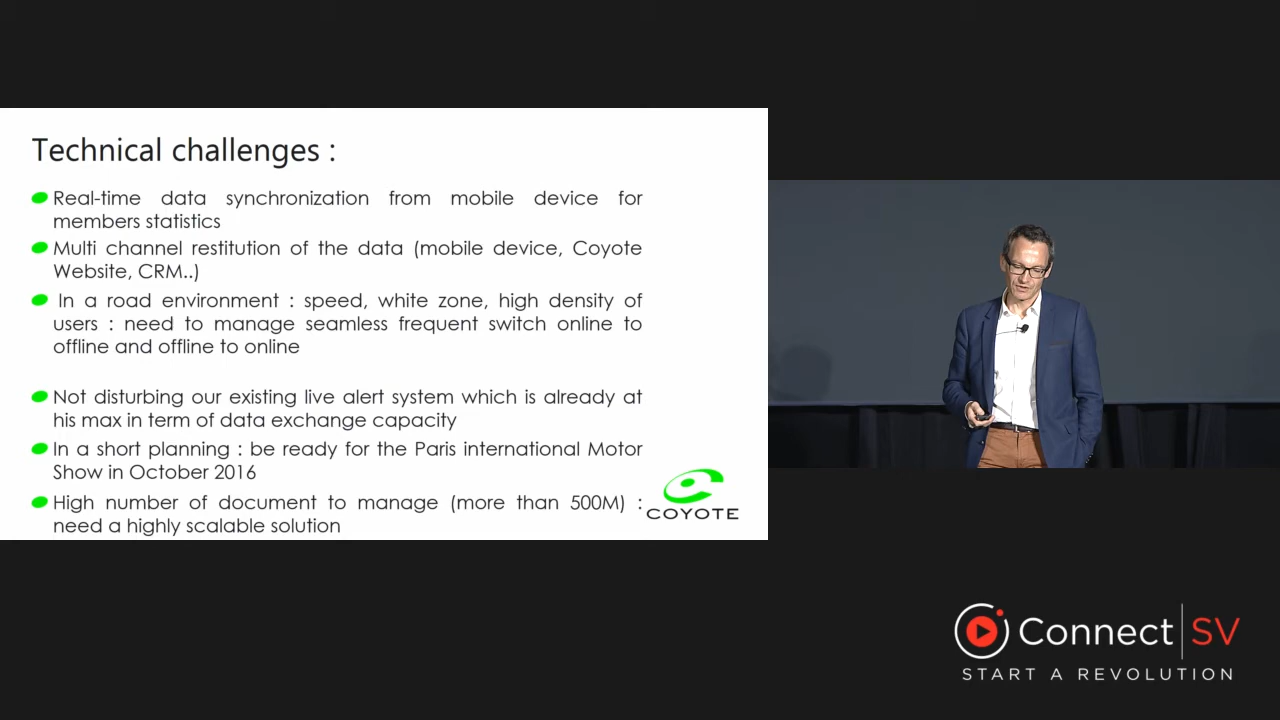 Technical challenges :
Real-time data synchronization from mobile device for
members statistics
Multi channel restitution of the data (mobile device, Coyote
Website, CRM..)
In a road environment : speed, white zone, high density of
users : need to manage seamless frequent switch online to
offline and offline to online
Not disturbing our existing live alert system which is already at
his max in term of data exchange capacity
In a short planning : be ready for the Paris international Motor
Show in October 2016
High number of document to manage (more than 500M) :
need a highly scalable solution
COYOTE
Connect | SV
START A REVOLUTION